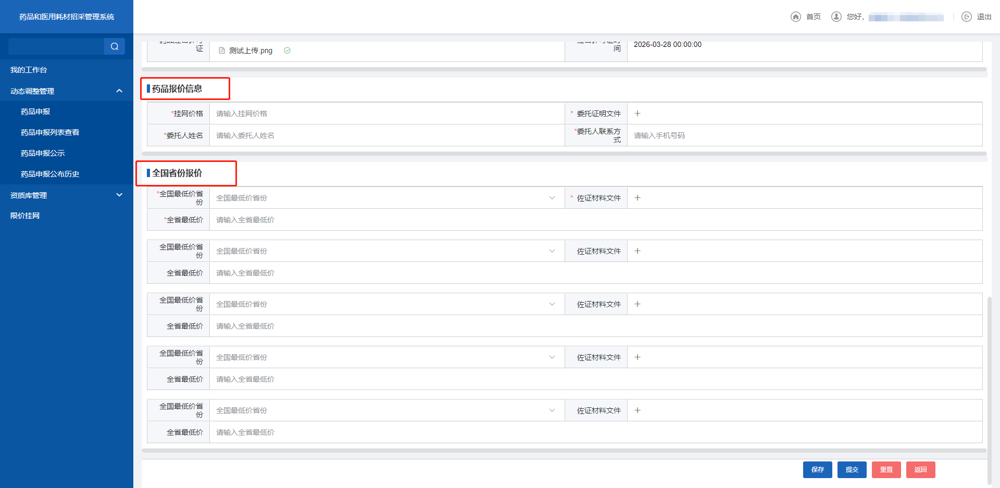 药品和医用耗材招采管理系统
首页
您好,
退出
我的工作台
动态调整管理
药品申报
药品申报列表查看
药品申报公示
药品申报公布历史
资质库管理
限价挂网
证
测试上传.png
间
2026-03-28 00:00:00
药品报价信息
*挂网价格
请输入挂网价格
* 委托证明文件
*委托人姓名
请输入委托人姓名
*委托人联系方
式
请输入手机号码
全国省份报价
*全国最低价省
份
全国最低价省份
* 佐证材料文件
*全省最低价
请输入全省最低价
全国最低价省
份
全国最低价省份
佐证材料文件
全省最低价
请输入全省最低价
全国最低价省
份
全国最低价省份
佐证材料文件
全省最低价
请输入全省最低价
全国最低价省
份
全国最低价省份
佐证材料文件
全省最低价
请输入全省最低价
全国最低价省
份
全国最低价省份
佐证材料文件
全省最低价
请输入全省最低价
保存
提交
重置
返回